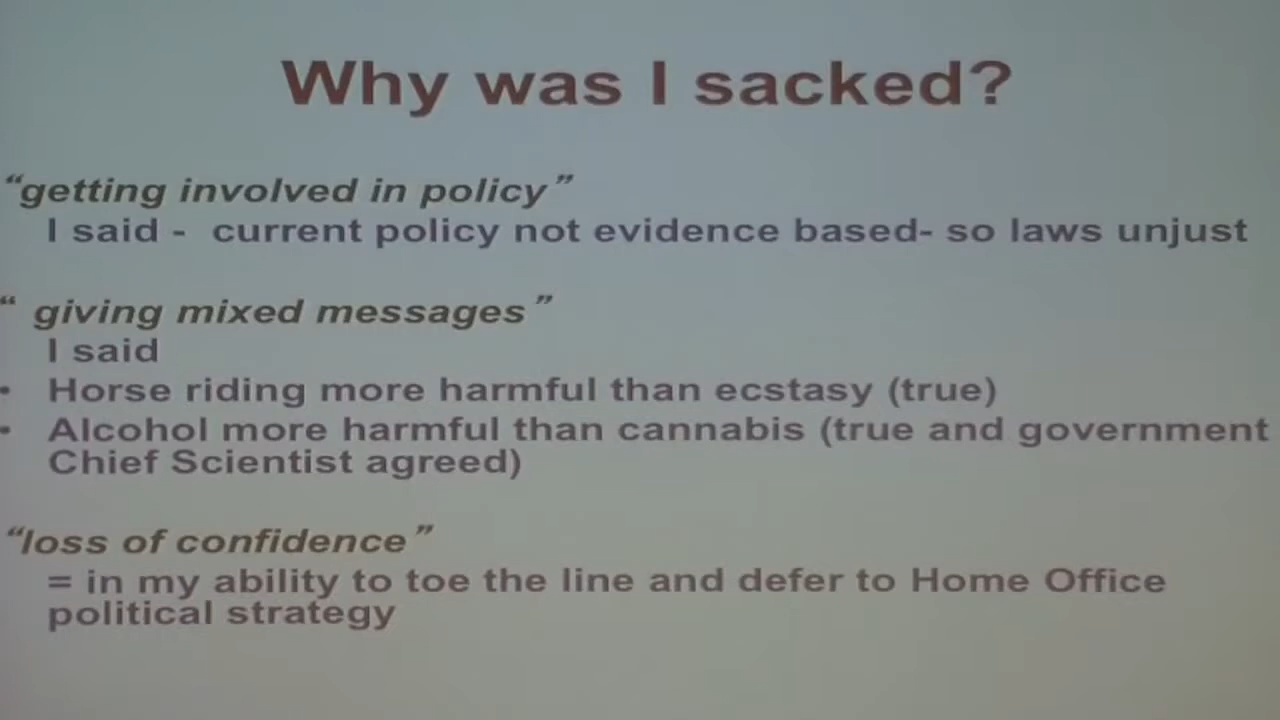 Why was I sacked?
“getting involved in policy”
I said - current policy not evidence based- so laws unjust
“ giving mixed messages”
I said
• Horse riding more harmful than ecstasy (true)
• Alcohol more harmful than cannabis (true and government
Chief Scientist agreed)
“loss of confidence”
= in my ability to toe the line and defer to Home Office
political strategy